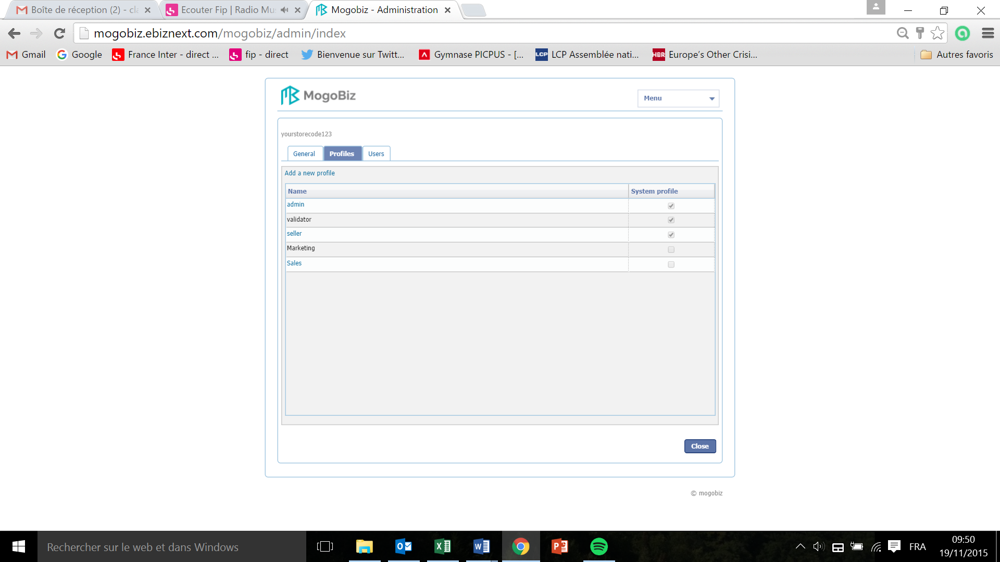 Boîte de réception (2) - cla
Ecouter Fip | Radio Mu
Mogobiz - Administration
mogobiz.ebiznext.com/mogobiz/admin/index
Gmail
Google
France Inter - direct ...
fip - direct
Bienvenue sur Twitt...
Gymnase PICPUS - [...
LCP
LCP Assemblée nati...
HBR
Europe's Other Crisi...
Autres favoris
MogoBiz
Menu
yourstorecode123
General
Profiles
Users
Add a new profile
Name
System profile
admin
validator
seller
Marketing
Sales
Close
© mogobiz
Rechercher sur le web et dans Windows
FRA
09:50
19/11/2015